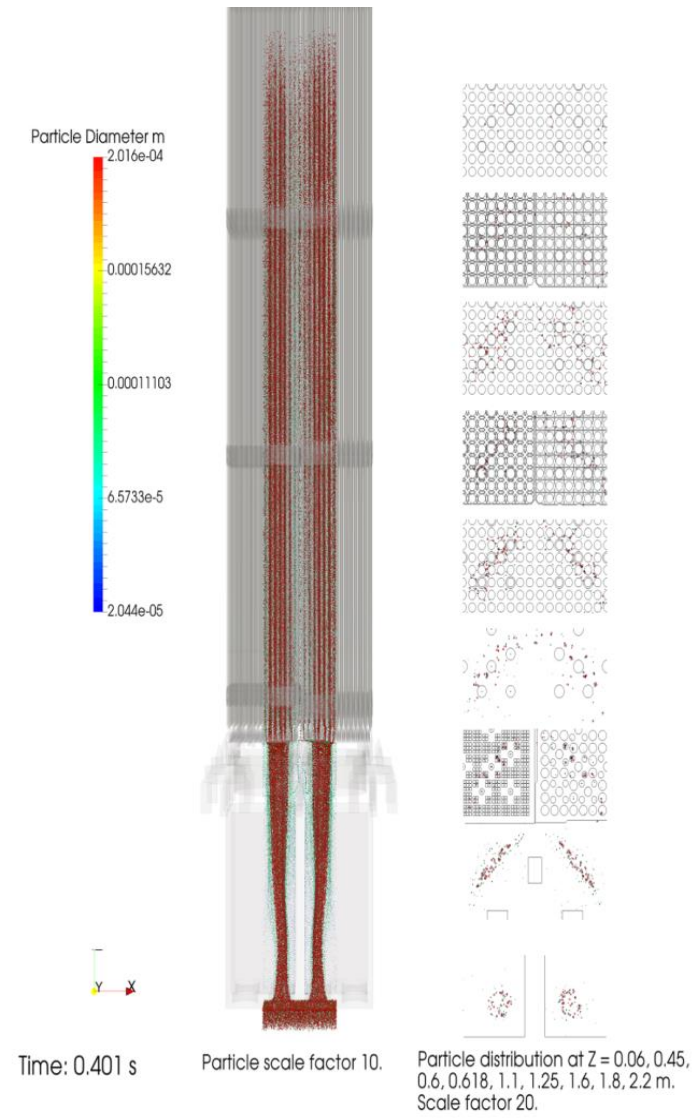 Particle Diameter m
2.016e-04
0.00015632
0.00011103
6.5733e-5
2.044e-05
Y X
Time: 0.401 s
Particle scale factor 10.
Particle distribution at Z = 0.06, 0.45,
0.6, 0.618, 1.1, 1.25, 1.6, 1.8, 2.2 m.
Scale factor 20.